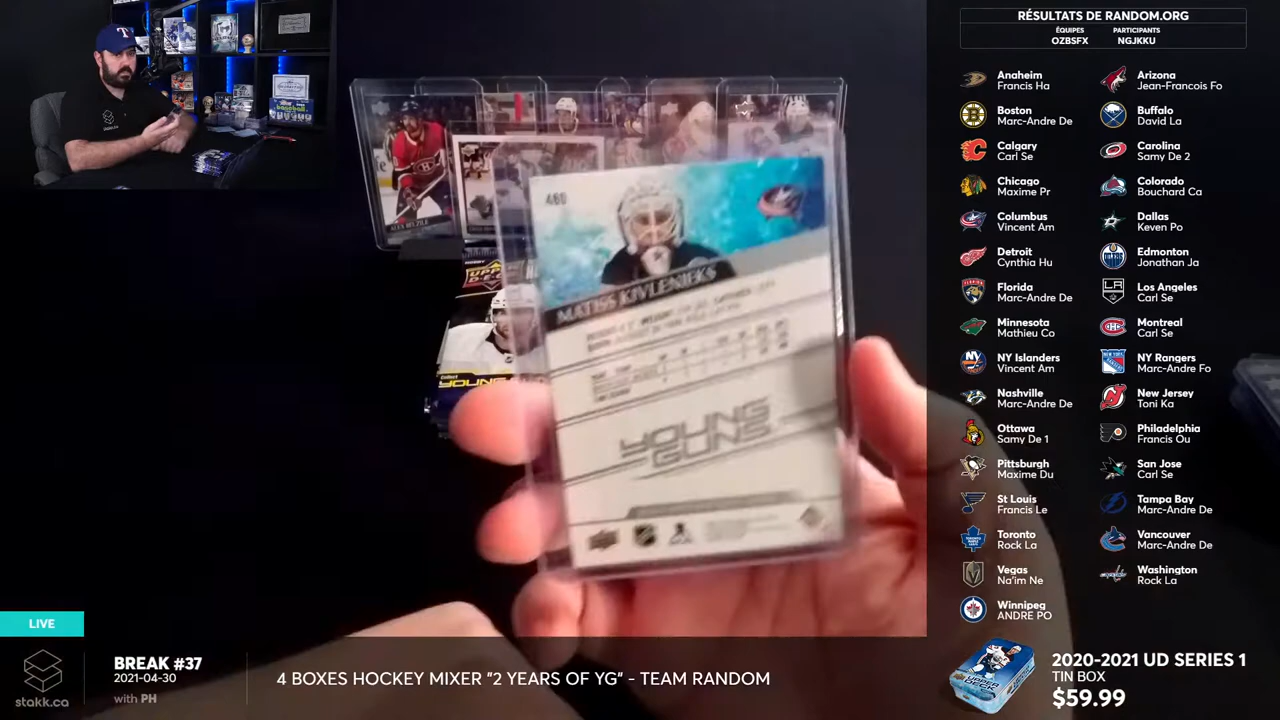 RÉSULTATS DE RANDOM.ORG
ÉQUIPES
OZBSFX
PARTICIPANTS
NGJKKU
Anaheim
Francis Ha
Arizona
Jean-Francois Fo
Boston
Marc-Andre De
Buffalo
David La
Calgary
Carl Se
Carolina
Samy De 2
Chicago
Maxime Pr
Colorado
Bouchard Ca
Columbus
Vincent Am
Dallas
Keven Po
Detroit
Cynthia Hu
Edmonton
Jonathan Ja
Florida
Marc-Andre De
Los Angeles
Carl Se
Minnesota
Mathieu Co
Montreal
Carl Se
NY Islanders
Vincent Am
NY Rangers
Marc-Andre Fo
Nashville
Marc-Andre De
New Jersey
Toni Ka
Ottawa
Samy De 1
Philadelphia
Francis Ou
Pittsburgh
Maxime Du
San Jose
Carl Se
St Louis
Francis Le
Tampa Bay
Marc-Andre De
Toronto
Rock La
Vancouver
Marc-Andre De
Vegas
Na'im Ne
Washington
Rock La
Winnipeg
ANDRE PO
MATISS KIVLENIEKS
YOUNG
GUNS
LIVE
stakk.ca
BREAK #37
2021-04-30
with PH
4 BOXES HOCKEY MIXER "2 YEARS OF YG" - TEAM RANDOM
2020-2021 UD SERIES 1
TIN BOX
$59.99